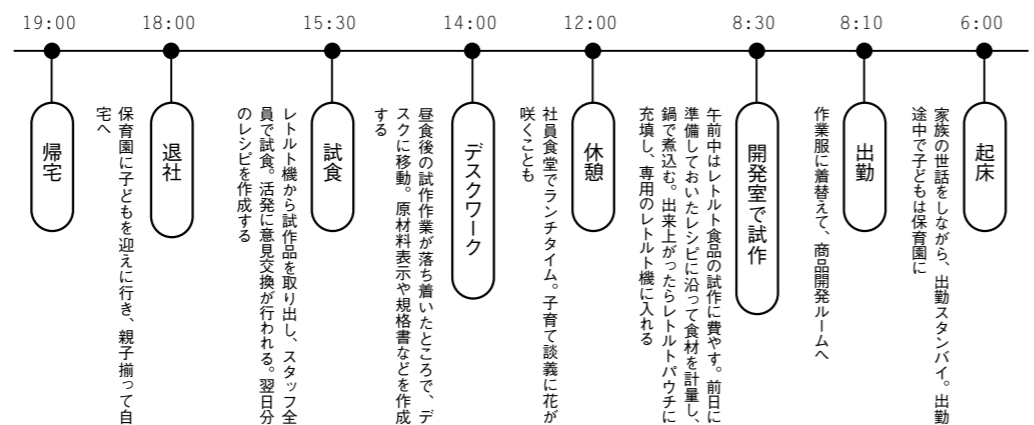 6:00
起床
家族の世話をしながら、出勤スタンバイ。出勤
途中で子どもは保育園に
8:10
出勤
作業服に着替えて、商品開発ルームへ
8:30
開発室で試作
午前中はレトルト食品の試作に費やす。前日に
準備しておいたレシピに沿って食材を計量し、
鍋で煮込む。出来上がったらレトルトパウチに
充填し、専用のレトルト機に入れる
12:00
休憩
社員食堂でランチタイム。子育て談義に花が
咲くことも
14:00
デスクワーク
昼食後の試作作業が落ち着いたところで、デ
スクに移動。原材料表示や規格書などを作成
する
15:30
試食
レトルト機から試作品を取り出し、スタッフ全
員で試食。活発に意見交換が行われる。翌日分
のレシピを作成する
18:00
退社
保育園に子どもを迎えに行き、親子揃って自
宅へ
19:00
帰宅